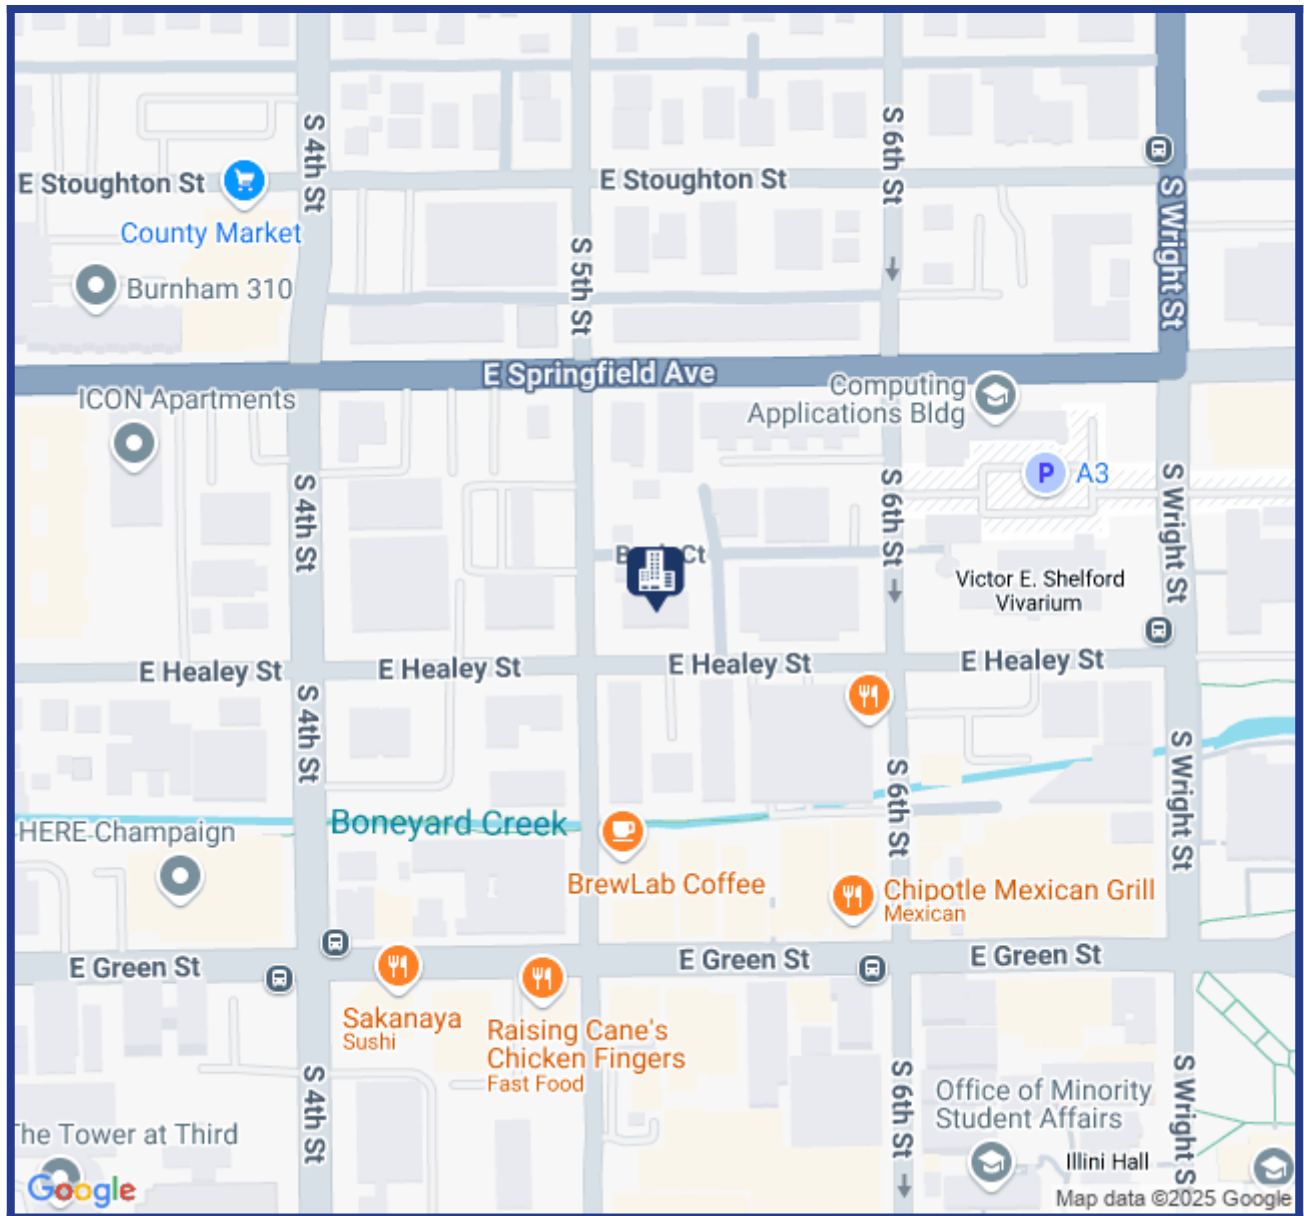 S 4th St
S 6th St
E Stoughton St
E Stoughton St
County Market
S Wright St
S 5th St
Burnham 310
E Springfield Ave
ICON Apartments
Computing
Applications Bldg
P A3
S 4th St
S 6th St
S Wright St
Ct
Victor E. Shelford
Vivarium
E Healey St
E Healey St
E Healey St
E Healey St
S 4th St
S 6th St
S Wright St
HERE Champaign
Boneyard Creek
BrewLab Coffee
Chipotle Mexican Grill
Mexican
E Green St
E Green St
E Green St
Sakanaya
Sushi
Raising Cane's
Chicken Fingers
Fast Food
S 4th St
S 6th St
S Wright S
Office of Minority
Student Affairs
The Tower at Third
Illini Hall
Google
Map data ©2025 Google